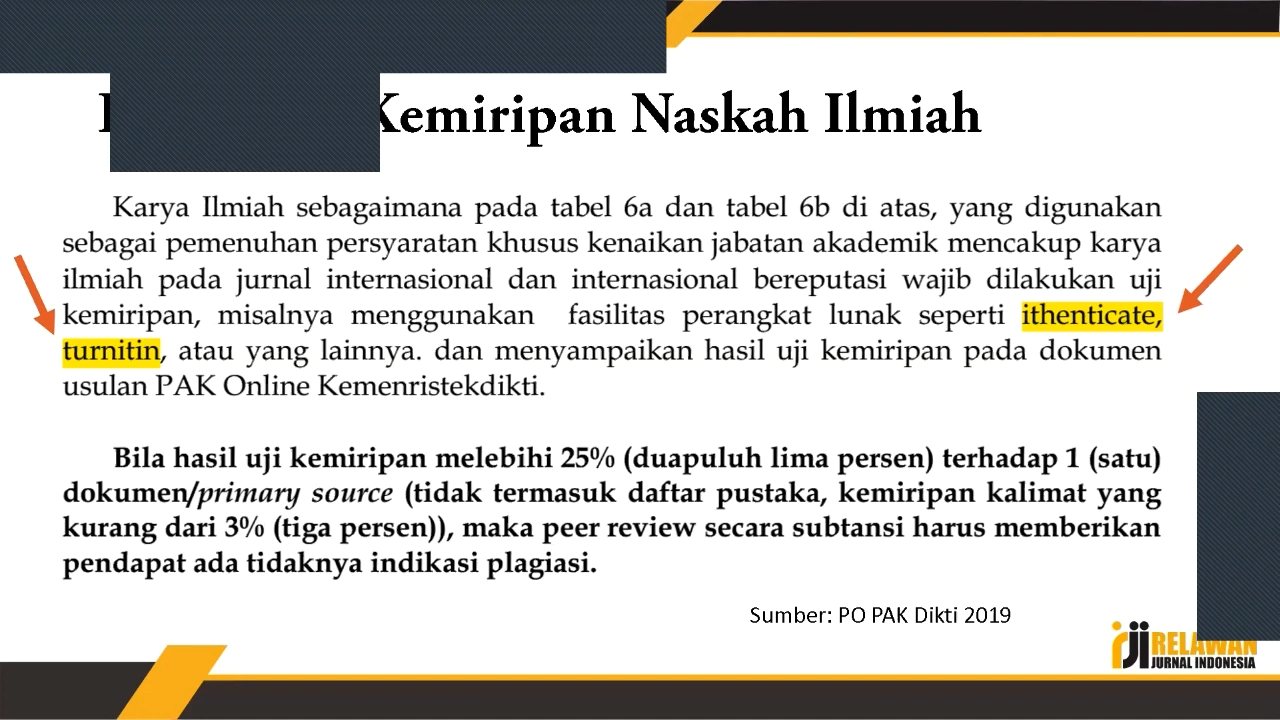 Kemiripan Naskah Ilmiah
Karya Ilmiah sebagaimana pada tabel 6a dan tabel 6b di atas, yang digunakan
sebagai pemenuhan persyaratan khusus kenaikan jabatan akademik mencakup karya
ilmiah pada jurnal internasional dan internasional bereputasi wajib dilakukan uji
kemiripan, misalnya menggunakan fasilitas perangkat lunak seperti ithenticate,
turnitin, atau yang lainnya. dan menyampaikan hasil uji kemiripan pada dokumen
usulan PAK Online Kemenristekdikti.
Bila hasil uji kemiripan melebihi 25% (duapuluh lima persen) terhadap 1 (satu)
dokumen/primary source (tidak termasuk daftar pustaka, kemiripan kalimat yang
kurang dari 3% (tiga persen)), maka peer review secara subtansi harus memberikan
pendapat ada tidaknya indikasi plagiasi.
Sumber: PO PAK Dikti 2019
RELAWAN
JURNAL INDONESIA